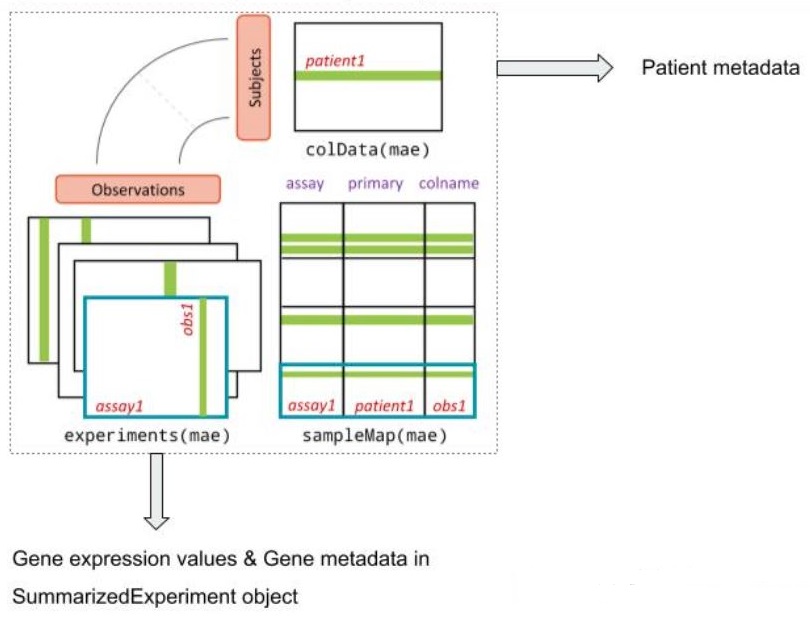 Subjects
patient1
colData(mae)
Patient metadata
Observations
assay primary colname
obs1
assay1
assay1 patient1 obs1
experiments(mae)
sampleMap(mae)
Gene expression values & Gene metadata in
SummarizedExperiment object